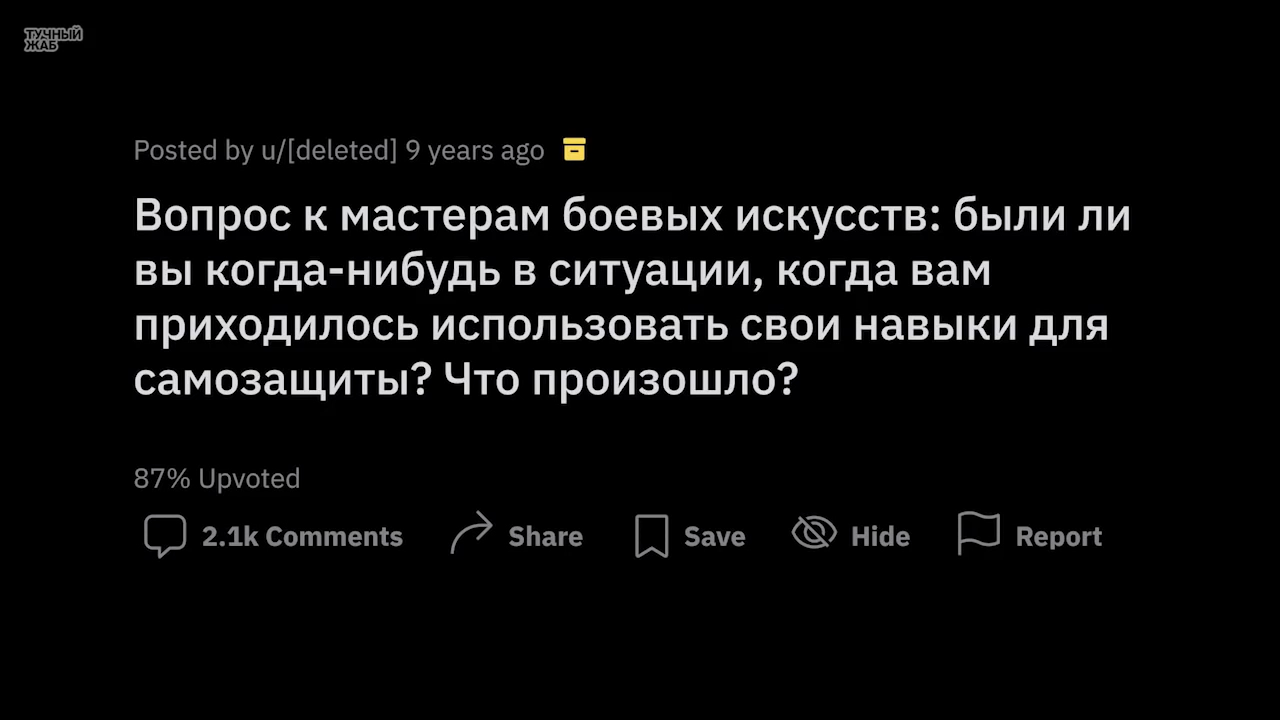 ТУЧНЫЙ
ЖАБ
Posted by u/[deleted] 9 years ago
Вопрос к мастерам боевых искусств: были ли
вы когда-нибудь в ситуации, когда вам
приходилось использовать свои навыки для
самозащиты? Что произошло?
87% Upvoted
2.1k Comments Share Save Hide Report